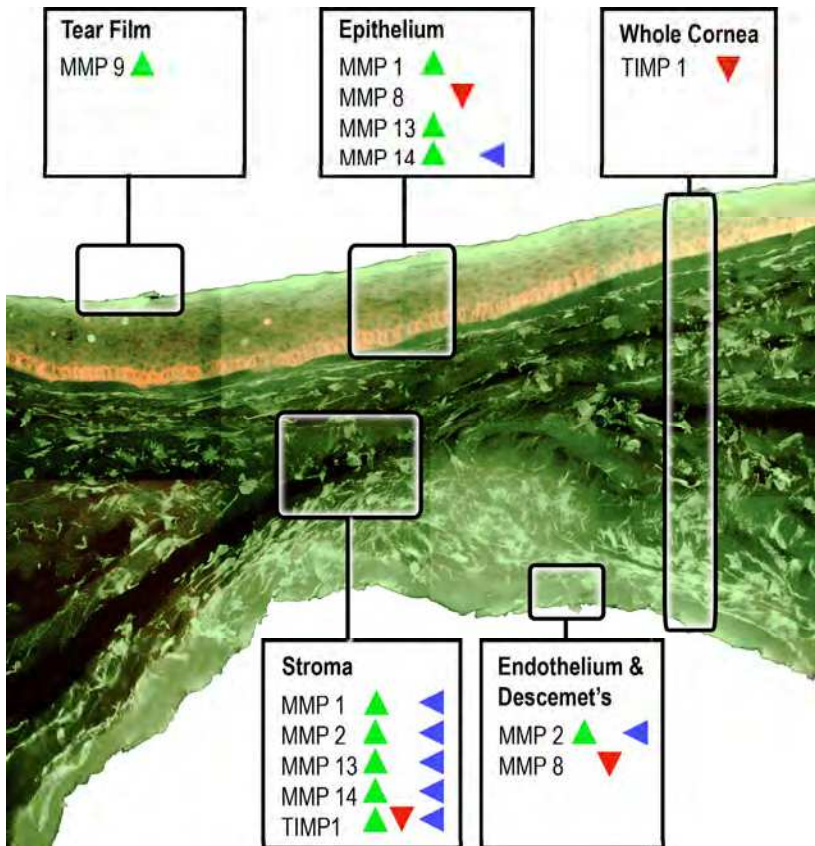 Tear Film
MMP 9
Epithelium
MMP 1
MMP 8
MMP 13
MMP 14
Whole Cornea
TIMP 1
Stroma
MMP 1
MMP 2
MMP 13
MMP 14
TIMP1
Endothelium &
Descemet's
MMP 2
MMP 8